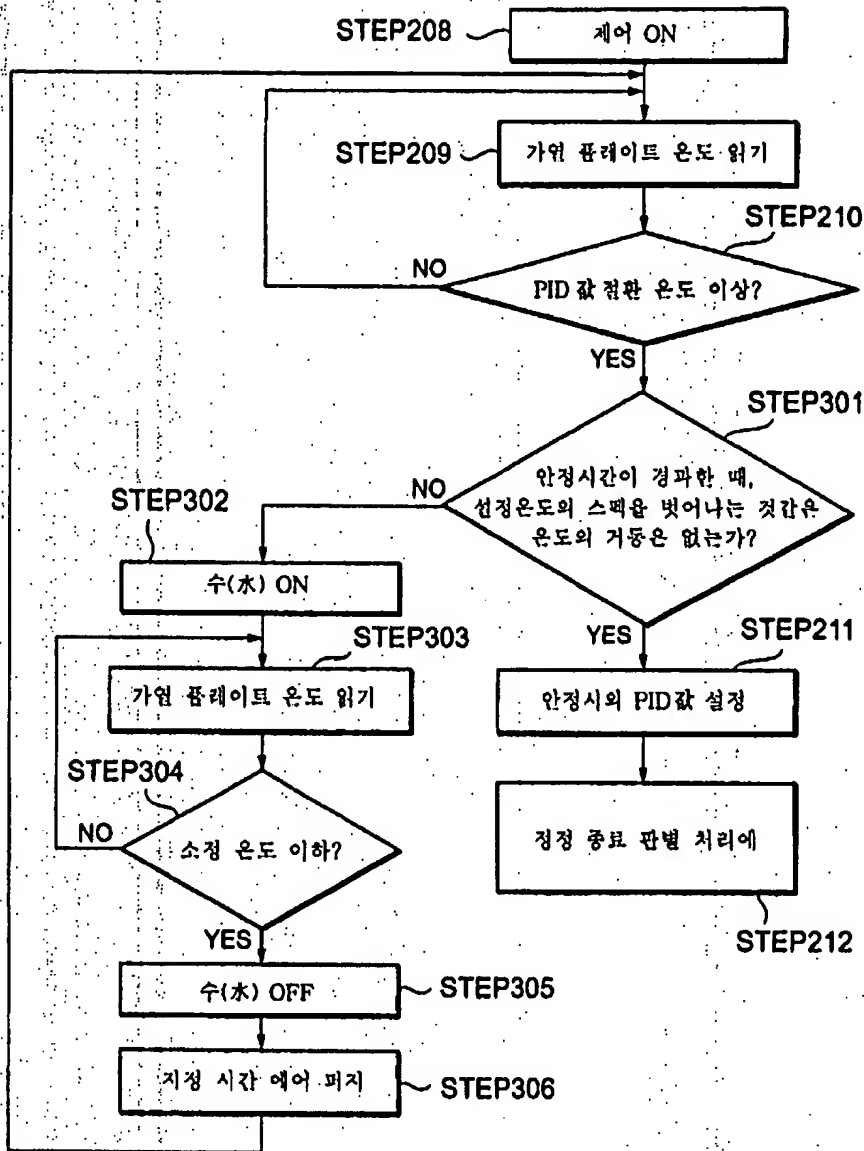 STEP208
제어 ON
STEP209
가열 플레이트 온도 읽기
STEP210
NO
PID 값 전환 온도 이상?
YES
STEP301
안정시간이 경과한 때,
설정온도의 스펙을 벗어나는 것같은
온도의 거동은 없는가?
NO
STEP302
수(水) ON
YES
STEP303
STEP211
가열 플레이트 온도 읽기
안정시의 PID값 설정
STEP304
NO
소정 온도 이하?
정정 종료 판별 처리에
YES
STEP212
수(水) OFF
STEP305
지정 시간 에어 퍼지
STEP306